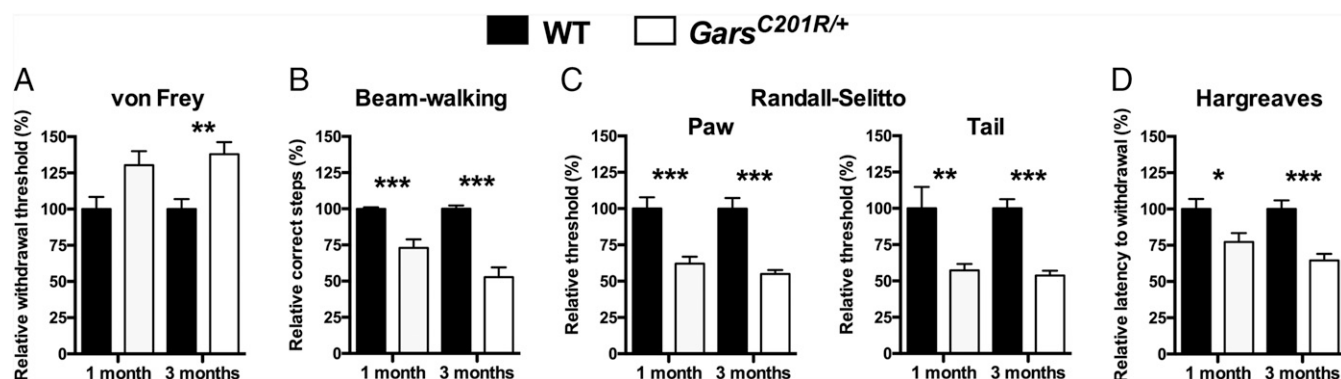 WT Gars^C201R/+
A
von Frey
Relative withdrawal threshold (%)
150
125
100
75
50
25
0
**
1 month 3 months
B
Beam-walking
Relative correct steps (%)
150
125
100
75
50
25
0
*** ***
1 month 3 months
C
Randall-Selitto
Paw
Relative threshold (%)
150
125
100
75
50
25
0
*** ***
1 month 3 months
Tail
Relative threshold (%)
150
125
100
75
50
25
0
** ***
1 month 3 months
D
Hargreaves
Relative latency to withdrawal (%)
150
125
100
75
50
25
0
* ***
1 month 3 months